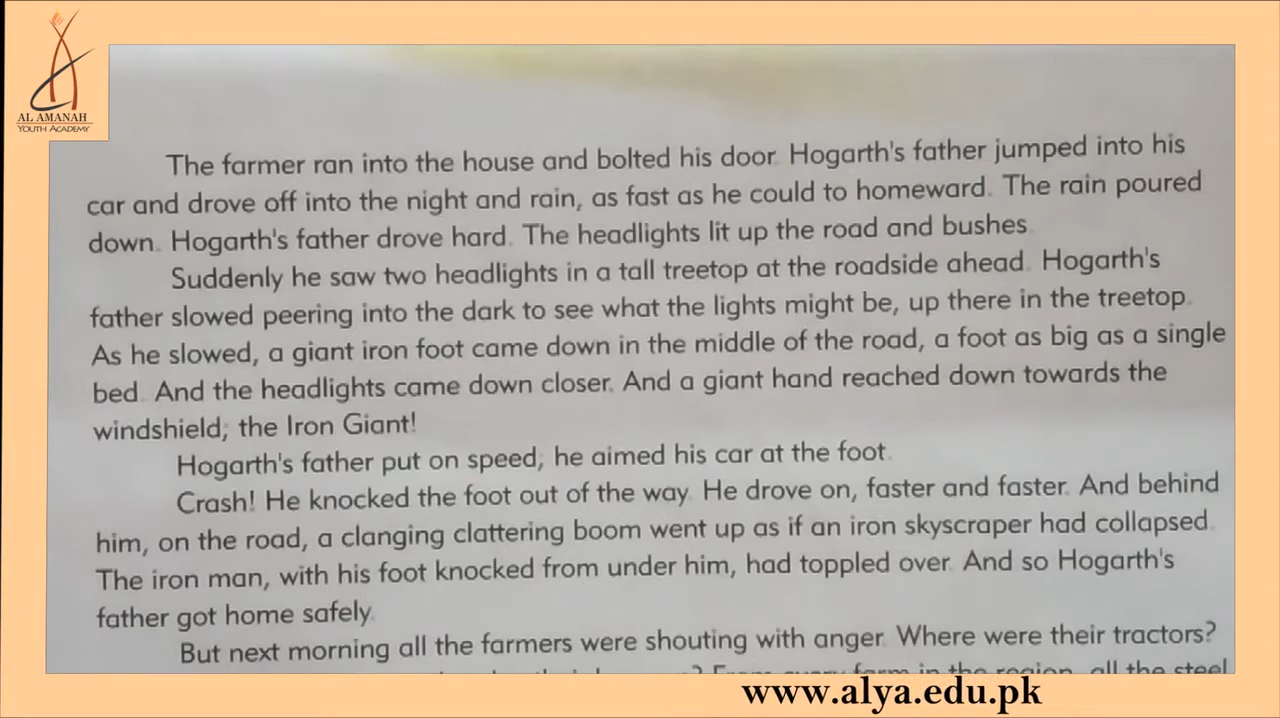 AL AMANAH
YOUTH ACADEMY
The farmer ran into the house and bolted his door. Hogarth's father jumped into his
car and drove off into the night and rain, as fast as he could to homeward. The rain poured
down. Hogarth's father drove hard. The headlights lit up the road and bushes.
Suddenly he saw two headlights in a tall treetop at the roadside ahead. Hogarth's
father slowed peering into the dark to see what the lights might be, up there in the treetop.
As he slowed, a giant iron foot came down in the middle of the road, a foot as big as a single
bed. And the headlights came down closer. And a giant hand reached down towards the
windshield; the Iron Giant!
Hogarth's father put on speed; he aimed his car at the foot.
Crash! He knocked the foot out of the way. He drove on, faster and faster. And behind
him, on the road, a clanging clattering boom went up as if an iron skyscraper had collapsed.
The iron man, with his foot knocked from under him, had toppled over. And so Hogarth's
father got home safely.
But next morning all the farmers were shouting with anger. Where were their tractors?
From every farm in the region, all the steel
www.alya.edu.pk